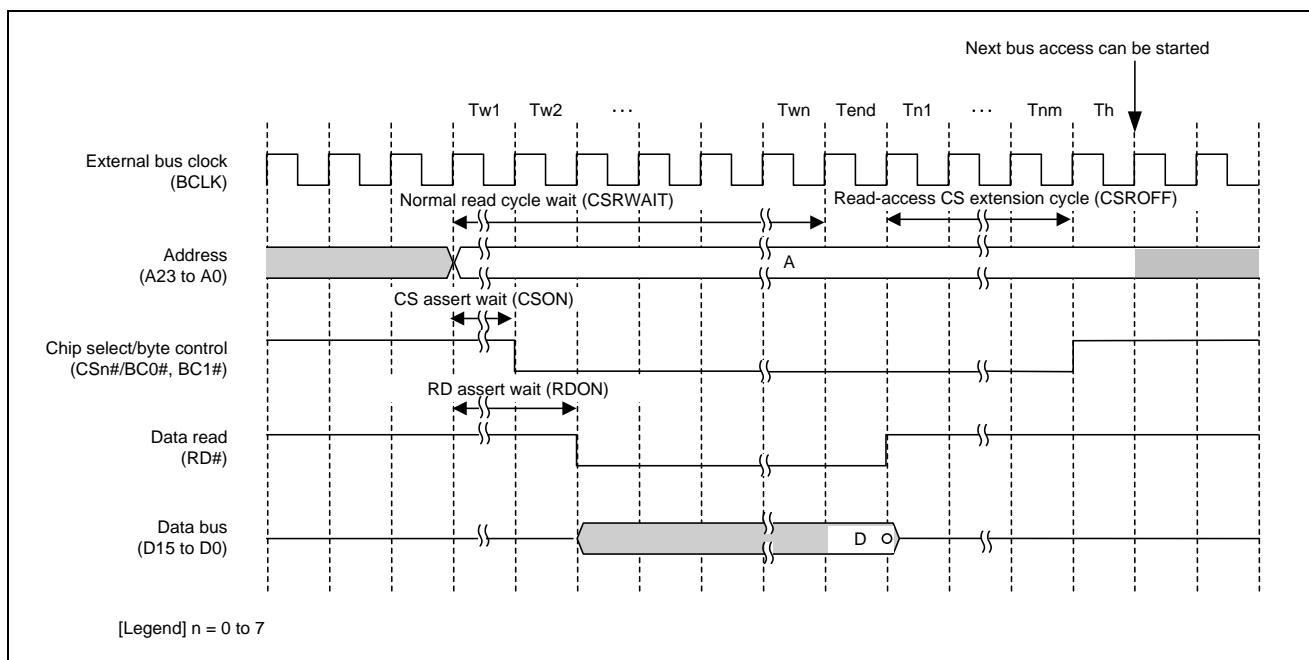 Next bus access can be started
Tw1 Tw2 ... Twn Tend Tn1 ... Tnm Th
External bus clock
(BCLK)
Normal read cycle wait (CSRWAIT)
Read-access CS extension cycle (CSROFF)
Address
(A23 to A0)
A
CS assert wait (CSON)
Chip select/byte control
(CSn#/BC0#, BC1#)
RD assert wait (RDON)
Data read
(RD#)
Data bus
(D15 to D0)
D
[Legend] n = 0 to 7